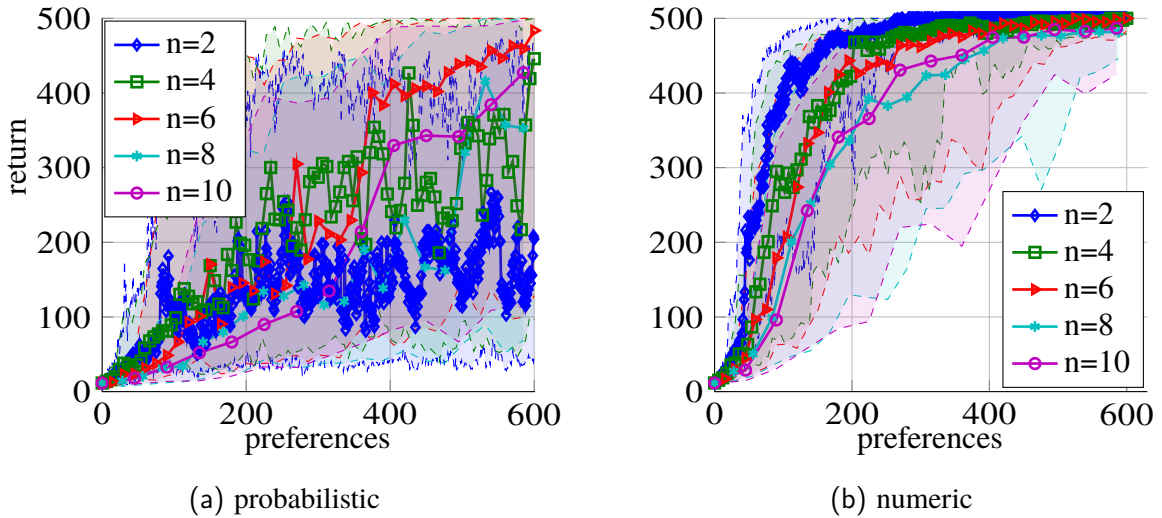 500
400
300
200
100
0
return
n=2
n=4
n=6
n=8
n=10
0 200 400 600
preferences
(a) probabilistic
500
400
300
200
100
0
n=2
n=4
n=6
n=8
n=10
0 200 400 600
preferences
(b) numeric